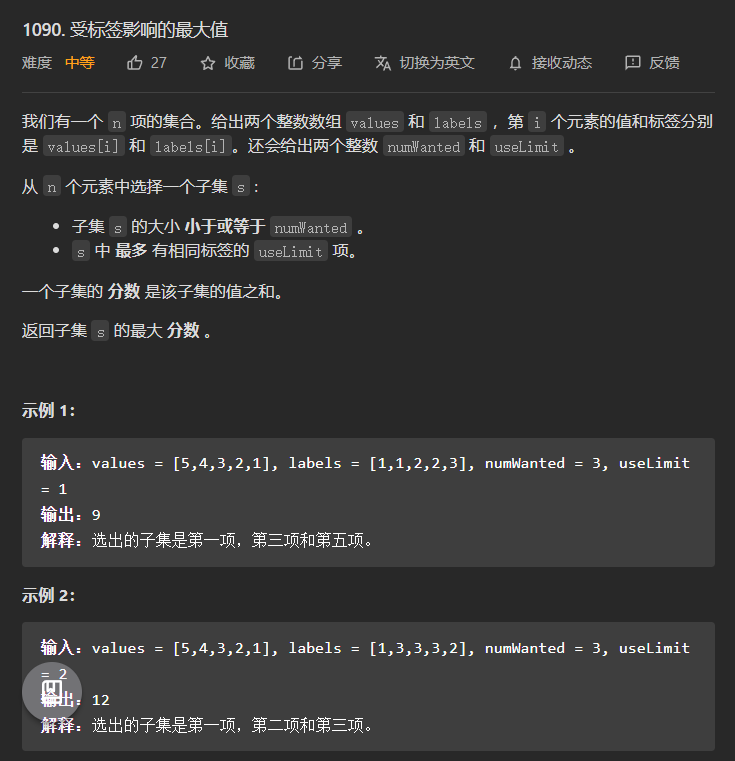 1090. 受标签影响的最大值
难度 中等 27 收藏 分享 切换为英文 接收动态 反馈
我们有一个 n 项的集合。给出两个整数数组 values 和 labels ，第 i 个元素的值和标签分别
是 values[i] 和 labels[i]。还会给出两个整数 numWanted 和 useLimit 。
从 n 个元素中选择一个子集 s :
子集 s 的大小 小于或等于 numWanted 。
s 中 最多 有相同标签的 useLimit 项。
一个子集的 分数 是该子集的值之和。
返回子集 s 的最大 分数 。
示例 1：
输入：values = [5,4,3,2,1], labels = [1,1,2,2,3], numWanted = 3, useLimit
= 1
输出：9
解释：选出的子集是第一项，第三项和第五项。
示例 2：
输入：values = [5,4,3,2,1], labels = [1,3,3,3,2], numWanted = 3, useLimit
= 2
输出：12
解释：选出的子集是第一项，第二项和第三项。